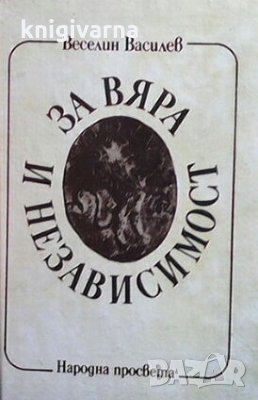 knigivarna
Веселин Василев
ЗА ВЯРА
И НЕЗАВИСИМОСТ
Народна просвета
BAZAR